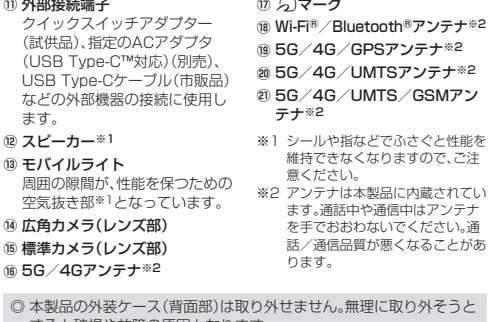 ⑪ 外部接続端子
クイックスイッチアダプター
(試供品)、指定のACアダプタ
(USB Type-C™対応)(別売)、
USB Type-Cケーブル(市販品)
などの外部機器の接続に使用し
ます。
⑫ スピーカー※1
⑬ モバイルライト
周囲の隙間が、性能を保つための
空気抜き部※1となっています。
⑭ 広角カメラ(レンズ部)
⑮ 標準カメラ(レンズ部)
⑯ 5G/4Gアンテナ※2
⑰ マーク
⑱ Wi-Fi®/Bluetooth®アンテナ※2
⑲ 5G/4G/GPSアンテナ※2
⑳ 5G/4G/UMTSアンテナ※2
㉑ 5G/4G/UMTS/GSMアン
テナ※2
※1 シールや指などでふさぐと性能を
維持できなくなりますので、ご注
意ください。
※2 アンテナは本製品に内蔵されてい
ます。通話中や通信中はアンテナ
を手でおおわないでください。通
話/通信品質が悪くなることがあ
ります。
◎ 本製品の外装ケース(背面部)は取り外せません。無理に取り外そうと